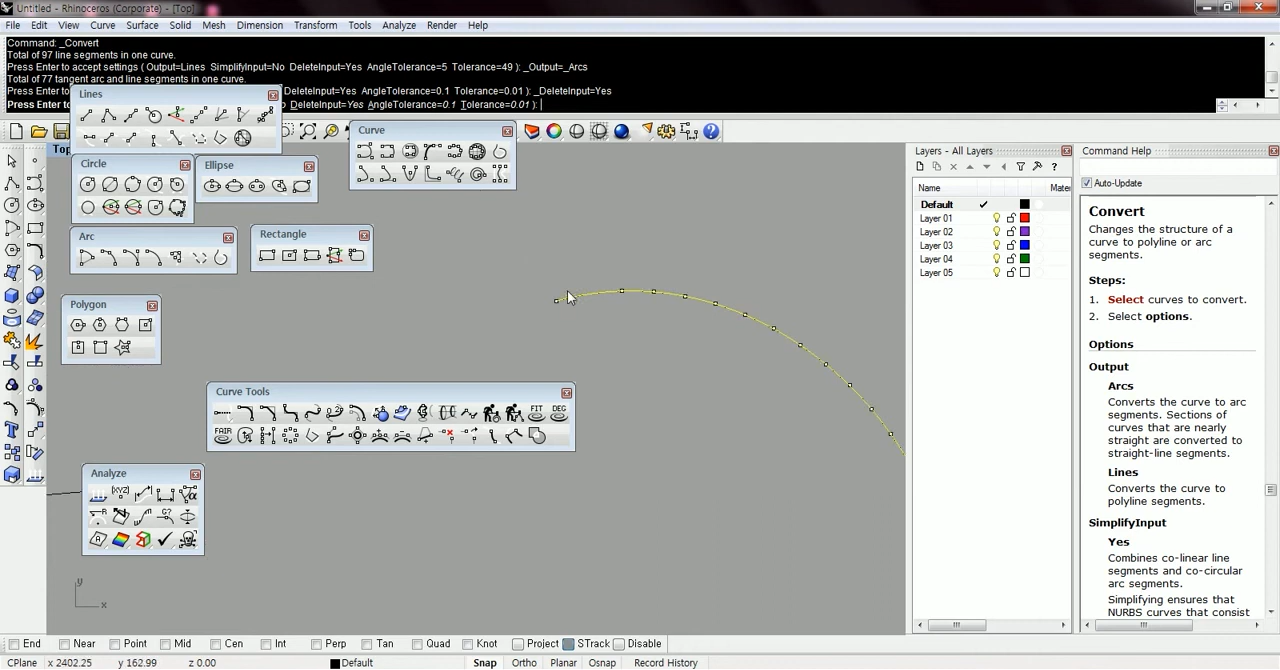 Untitled - Rhinoceros (Corporate) - [Top]
File Edit View Curve Surface Solid Mesh Dimension Transform Tools Analyze Render Help
Command: _Convert
Total of 97 line segments in one curve.
Press Enter to accept settings ( Output=Lines SimplifyInput=No DeleteInput=Yes AngleTolerance=5 Tolerance=49 ): _Output=_Arcs
Total of 77 tangent arc and line segments in one curve.
DeleteInput=Yes AngleTolerance=0.1 Tolerance=0.01 ): _DeleteInput=Yes
Press Enter to DeleteInput=Yes AngleTolerance=0.1 Tolerance=0.01 ):
Lines
Top
Curve
Circle
Ellipse
Arc
Rectangle
Polygon
Curve Tools
FIT DEG
FAIR
Analyze
XYZ
y
x
Layers - All Layers
Name Mate
Default
Layer 01
Layer 02
Layer 03
Layer 04
Layer 05
Command Help
Auto-Update
Convert
Changes the structure of a
curve to polyline or arc
segments.
Steps:
1. Select curves to convert.
2. Select options.
Options
Output
Arcs
Converts the curve to arc
segments. Sections of
curves that are nearly
straight are converted to
straight-line segments.
Lines
Converts the curve to
polyline segments.
SimplifyInput
Yes
Combines co-linear line
segments and co-circular
arc segments.
Simplifying ensures that
NURBS curves that consist
End Near Point Mid Cen Int Perp Tan Quad Knot Project STrack Disable
CPlane x 2402.25 y 162.99 z 0.00 Default Snap Ortho Planar Osnap Record History